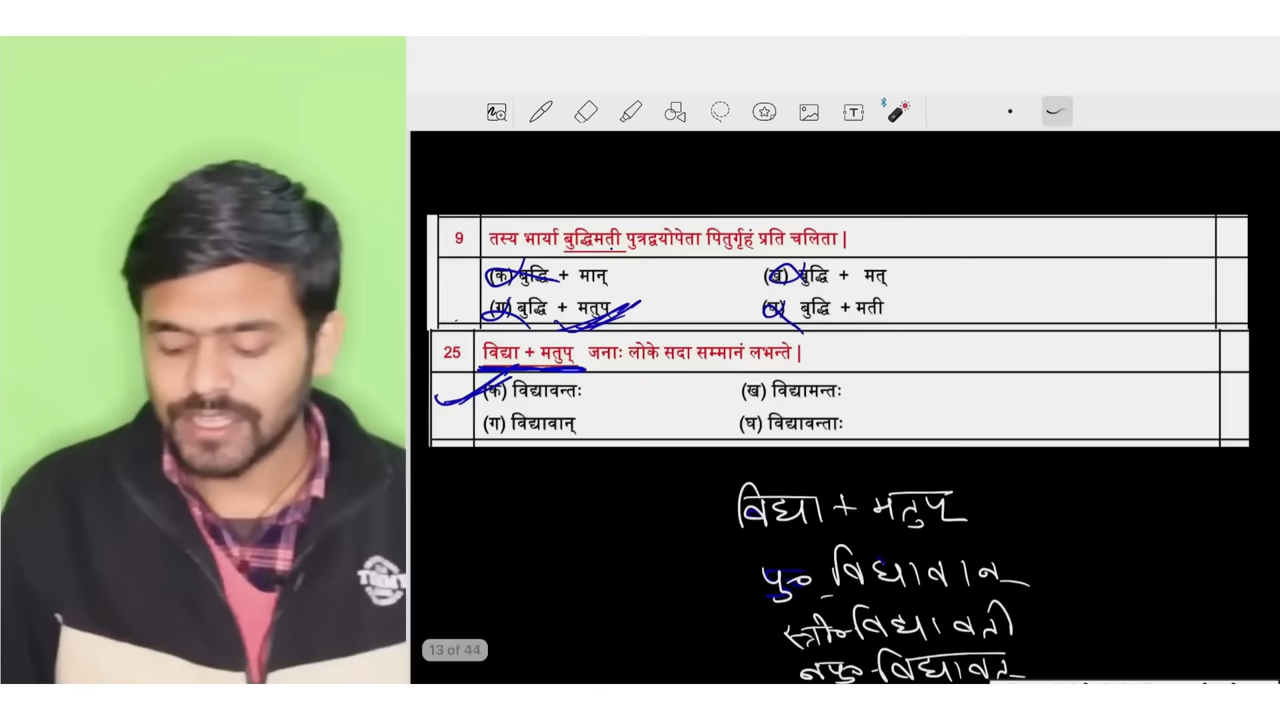 9 तस्य भार्या बुद्धिमती पुत्रद्वयोपेता पितुर्गृहं प्रति चलिता |
(क) बुद्धि + मान् (ख) बुद्धि + मत्
(ग) बुद्धि + मतुप् (घ) बुद्धि + मती
25 विद्या + मतुप् जनाः लोके सदा सम्मानं लभन्ते |
(क) विद्यावन्तः (ख) विद्यामन्तः
(ग) विद्यावान् (घ) विद्यावन्ताः
विद्या + मतुप्
पु० विद्यावान्
स्त्री०-विद्यावती
नपु०-विद्यावत्
13 of 44